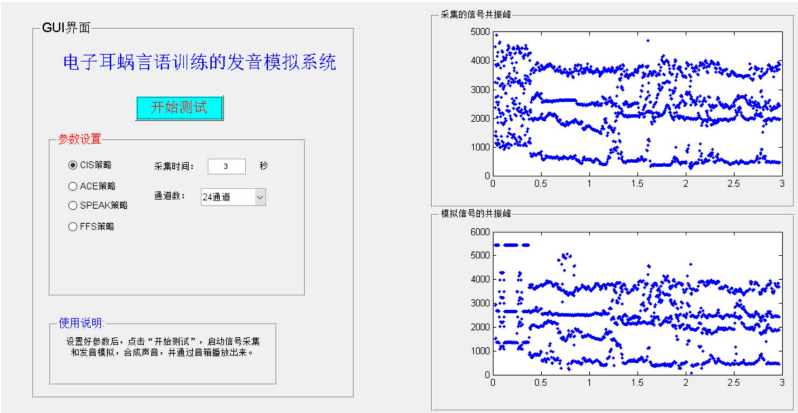 GUI界面
电子耳蜗言语训练的发音模拟系统
开始测试
参数设置
CIS策略
采集时间： 3 秒
ACE策略
通道数： 24通道
SPEAK策略
FFS策略
使用说明:
设置好参数后，点击“开始测试”，启动信号采集
和发音模拟，合成声音，并通过音箱播放出来。
采集的信号共振峰
5000
4000
3000
2000
1000
0
0 0.5 1 1.5 2 2.5 3
模拟信号的共振峰
6000
5000
4000
3000
2000
1000
0
0 0.5 1 1.5 2 2.5 3